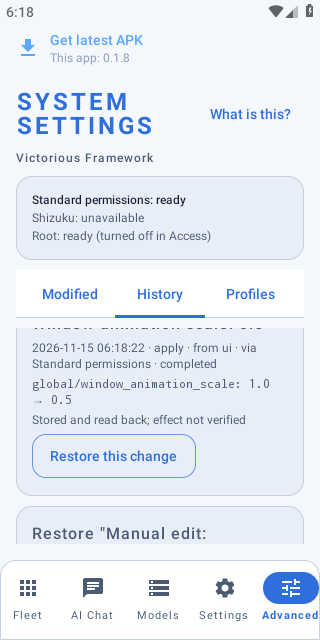 6:18
Get latest APK
This app: 0.1.8
SYSTEM
SETTINGS
What is this?
Victorious Framework
Standard permissions: ready
Shizuku: unavailable
Root: ready (turned off in Access)
Modified
History
Profiles
2026-11-15 06:18:22 · apply · from ui · via
Standard permissions · completed
global/window_animation_scale: 1.0
→ 0.5
Stored and read back; effect not verified
Restore this change
Restore "Manual edit:
Fleet
AI Chat
Models
Settings
Advanced